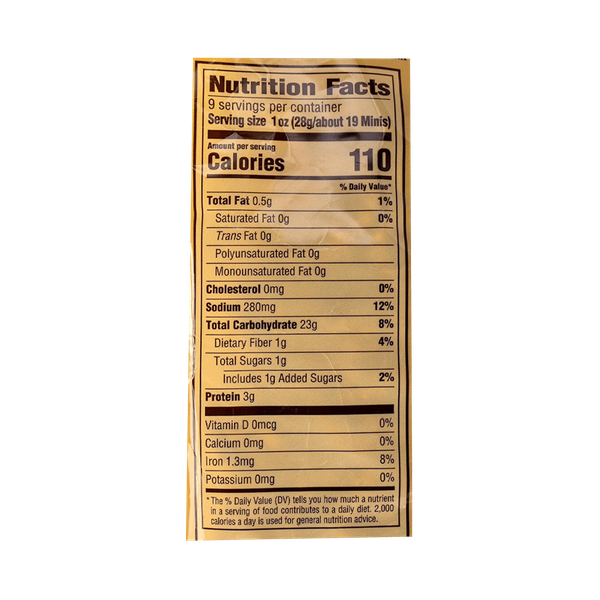 Nutrition Facts
9 servings per container
Serving size 1 oz (28g/about 19 Minis)
Amount per serving
Calories 110
% Daily Value*
Total Fat 0.5g 1%
Saturated Fat 0g 0%
Trans Fat 0g
Polyunsaturated Fat 0g
Monounsaturated Fat 0g
Cholesterol 0mg 0%
Sodium 280mg 12%
Total Carbohydrate 23g 8%
Dietary Fiber 1g 4%
Total Sugars 1g
Includes 1g Added Sugars 2%
Protein 3g
Vitamin D 0mcg 0%
Calcium 0mg 0%
Iron 1.3mg 8%
Potassium 0mg 0%
*The % Daily Value (DV) tells you how much a nutrient
in a serving of food contributes to a daily diet. 2,000
calories a day is used for general nutrition advice.